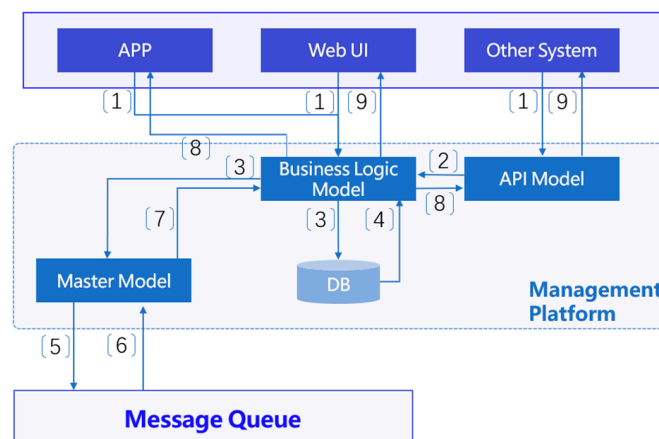 APP
Web UI
Other System
〔1〕
〔1〕
〔9〕
〔1〕
〔9〕
〔8〕
〔3〕
Business Logic
Model
〔2〕
API Model
〔7〕
〔3〕
〔4〕
〔8〕
Master Model
DB
Management
Platform
〔5〕
〔6〕
Message Queue